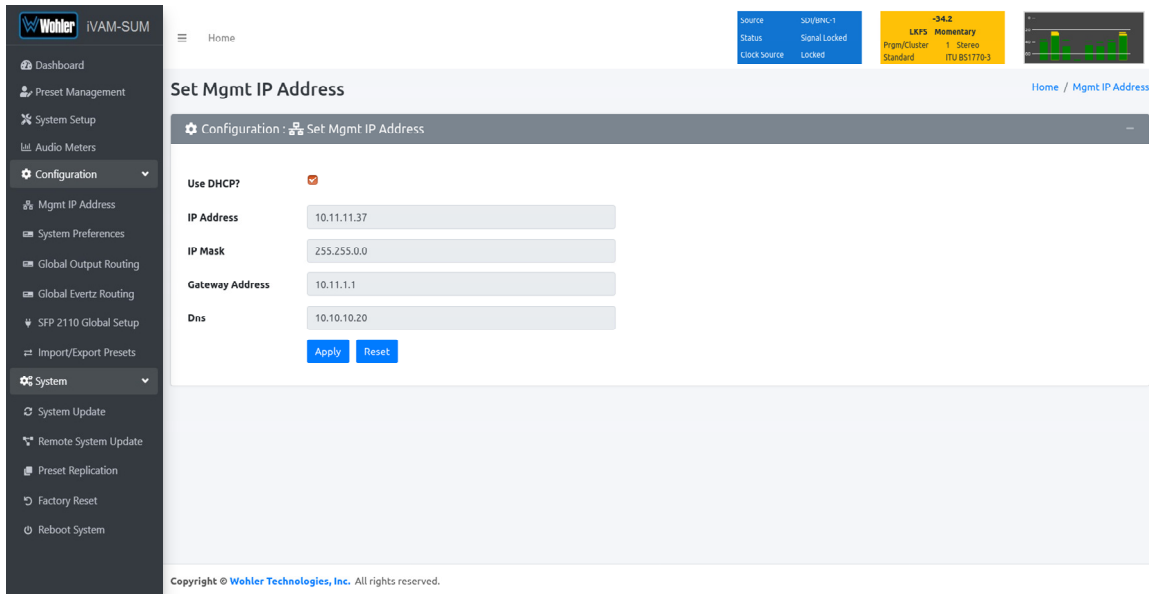 Wohler iVAM-SUM
Dashboard
Preset Management
System Setup
Audio Meters
Configuration
Mgmt IP Address
System Preferences
Global Output Routing
Global Evertz Routing
SFP 2110 Global Setup
Import/Export Presets
System
System Update
Remote System Update
Preset Replication
Factory Reset
Reboot System
Home
Source SDI/BNC-1
Status Signal Locked
Clock Source Locked
-34.2
LKFS Momentary
Prgm/Cluster 1 Stereo
Standard ITU BS1770-3
Set Mgmt IP Address
Home / Mgmt IP Address
Configuration : Set Mgmt IP Address
Use DHCP?
IP Address 10.11.11.37
IP Mask 255.255.0.0
Gateway Address 10.11.1.1
Dns 10.10.10.20
Apply Reset
Copyright © Wohler Technologies, Inc. All rights reserved.